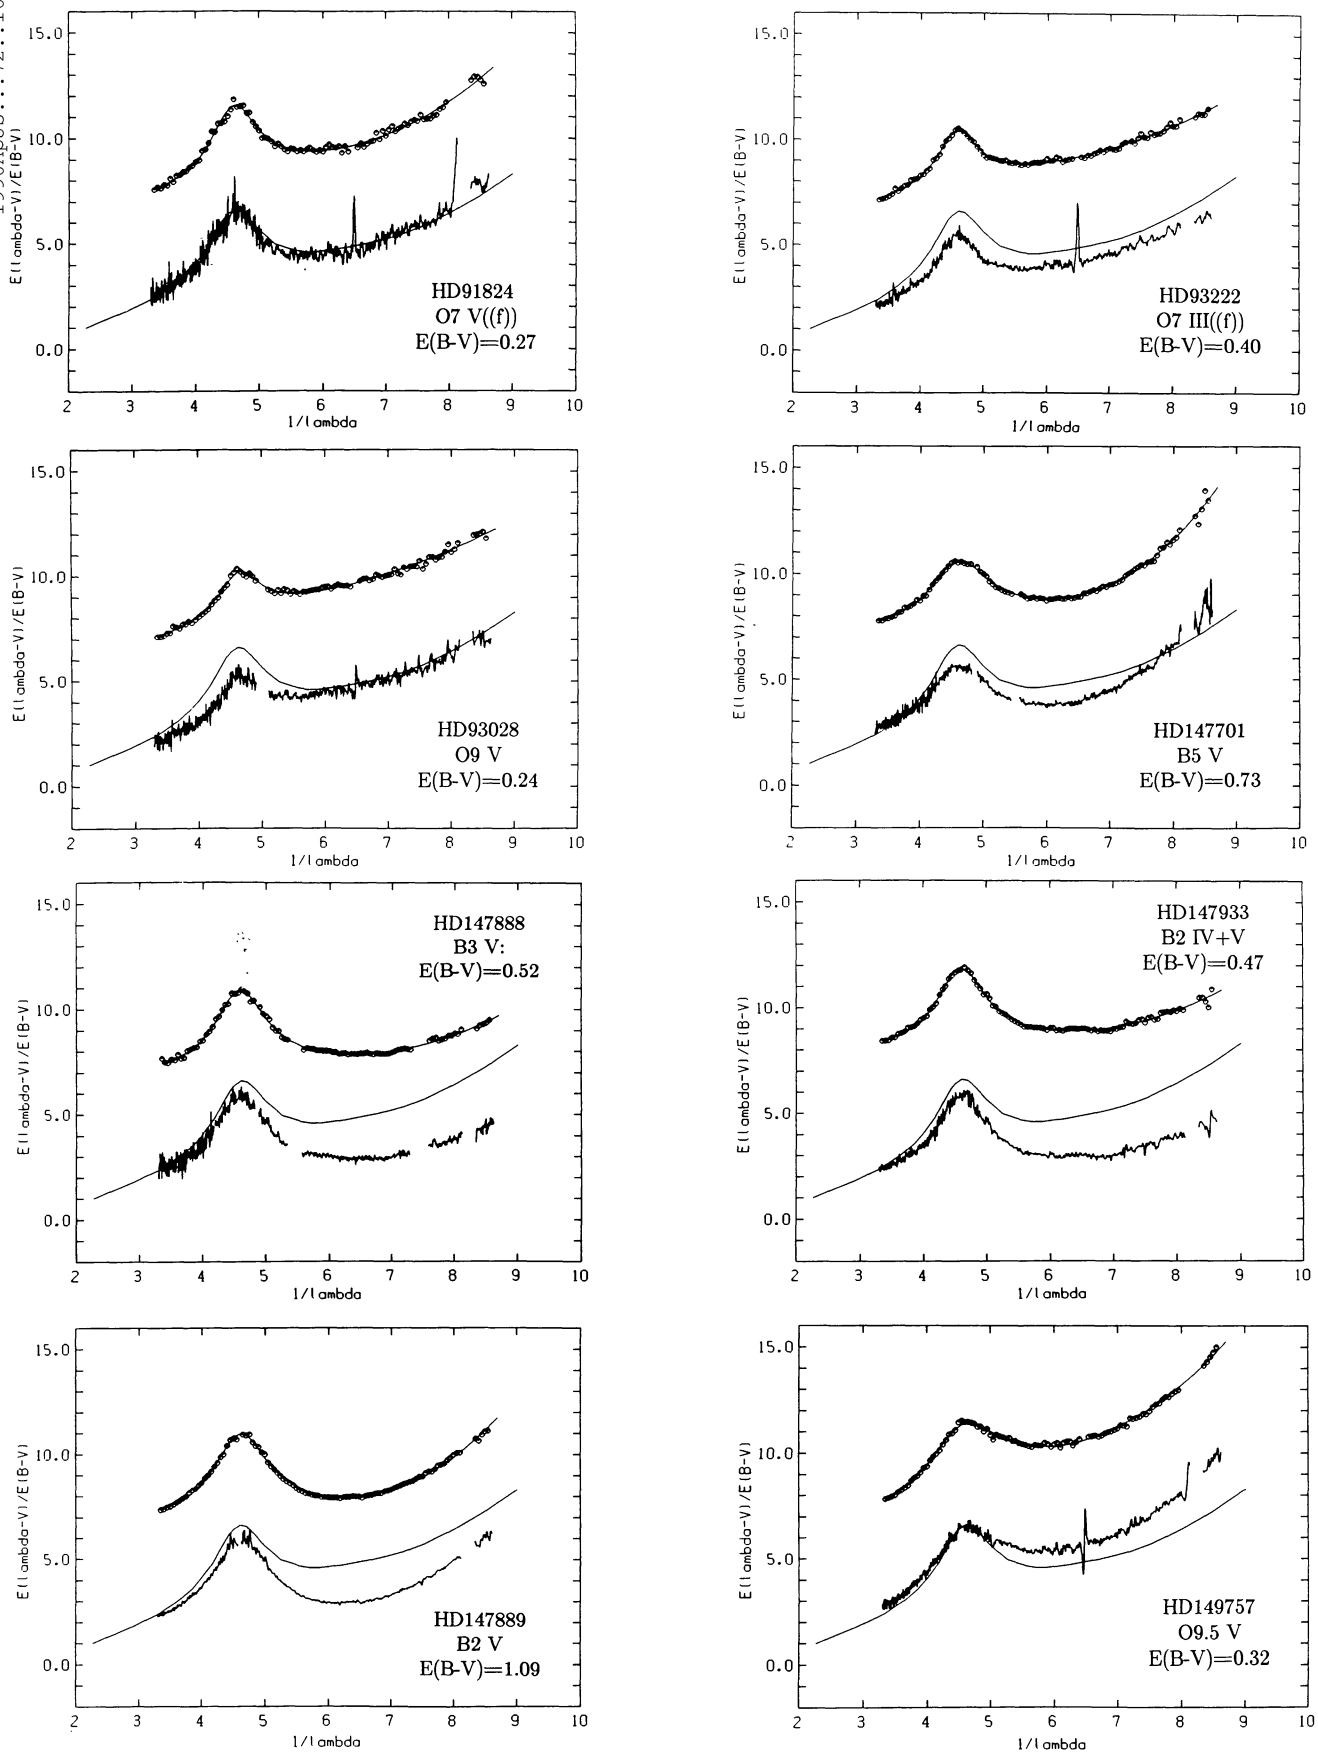 15.0
10.0
5.0
0.0
E(lambda-V)/E(B-V)
HD91824
O7 V((f))
E(B-V)=0.27
2 3 4 5 6 7 8 9 10
1/lambda
15.0
10.0
5.0
0.0
E(lambda-V)/E(B-V)
HD93222
O7 III((f))
E(B-V)=0.40
2 3 4 5 6 7 8 9 10
1/lambda
15.0
10.0
5.0
0.0
E(lambda-V)/E(B-V)
HD93028
O9 V
E(B-V)=0.24
2 3 4 5 6 7 8 9 10
1/lambda
15.0
10.0
5.0
0.0
E(lambda-V)/E(B-V)
HD147701
B5 V
E(B-V)=0.73
2 3 4 5 6 7 8 9 10
1/lambda
15.0
10.0
5.0
0.0
E(lambda-V)/E(B-V)
HD147888
B3 V:
E(B-V)=0.52
2 3 4 5 6 7 8 9 10
1/lambda
15.0
10.0
5.0
0.0
E(lambda-V)/E(B-V)
HD147933
B2 IV+V
E(B-V)=0.47
2 3 4 5 6 7 8 9 10
1/lambda
15.0
10.0
5.0
0.0
E(lambda-V)/E(B-V)
HD147889
B2 V
E(B-V)=1.09
2 3 4 5 6 7 8 9 10
1/lambda
15.0
10.0
5.0
0.0
E(lambda-V)/E(B-V)
HD149757
O9.5 V
E(B-V)=0.32
2 3 4 5 6 7 8 9 10
1/lambda